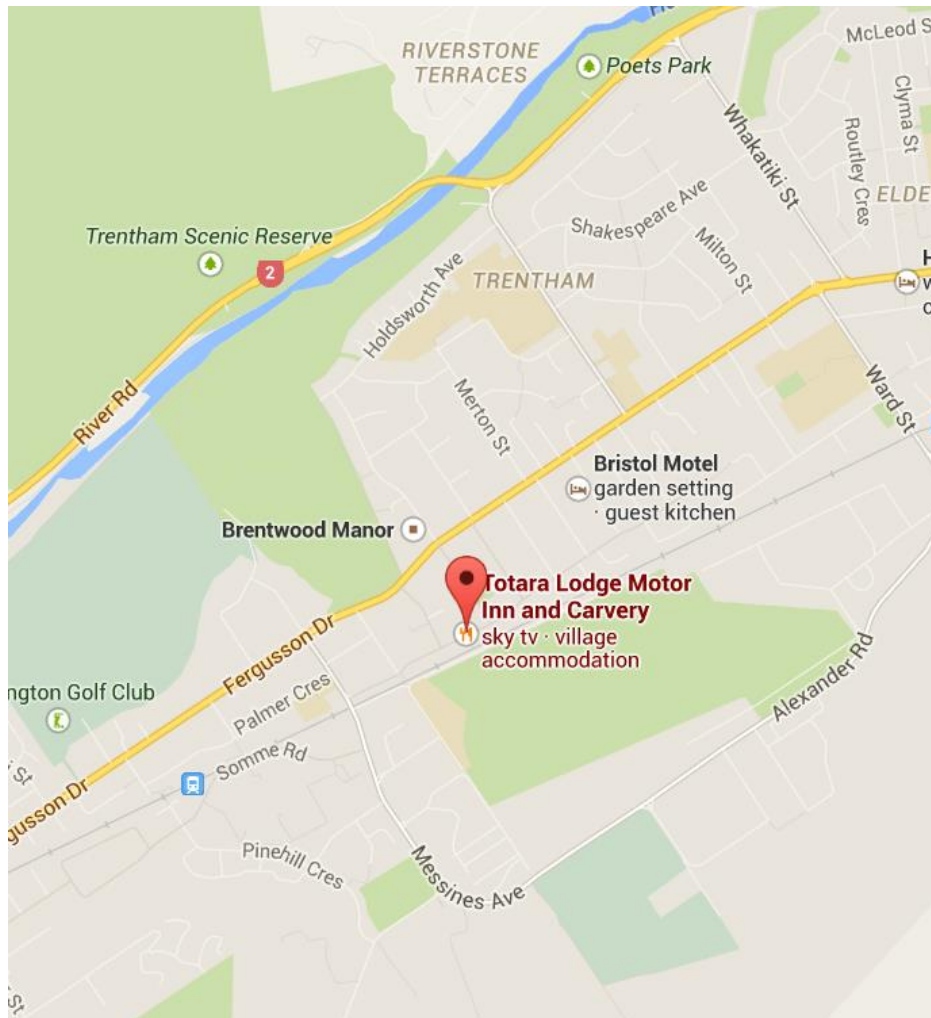 RIVERSTONE
TERRACES
Poets Park
McLeod S
Clyma St
Routley Cres
Whakatiki St
ELDE
Shakespeare Ave
Milton St
Trentham Scenic Reserve
2
TRENTHAM
Holdsworth Ave
H
w
c
River Rd
Merton St
Ward St
Bristol Motel
garden setting
· guest kitchen
Brentwood Manor
Totara Lodge Motor
Inn and Carvery
sky tv · village
accommodation
Fergusson Dr
Alexander Rd
ngton Golf Club
Palmer Cres
Somme Rd
i St
gusson Dr
Pinehill Cres
Messines Ave
St